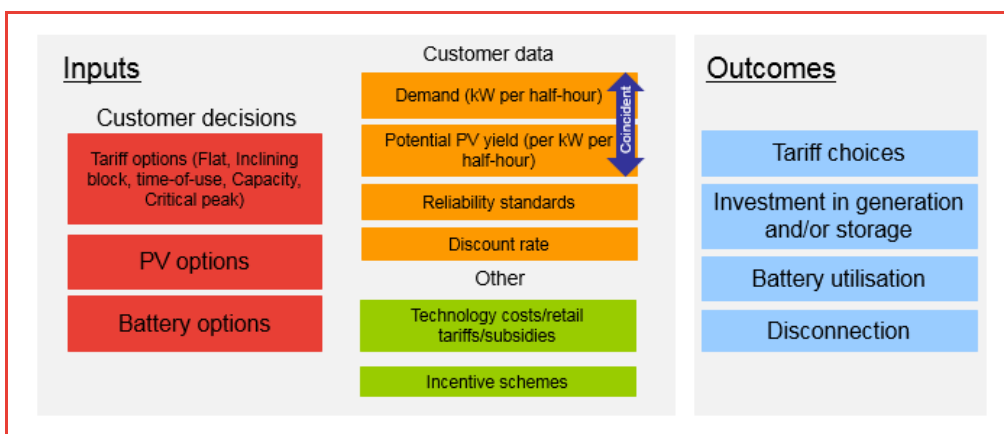 Inputs
Customer decisions
Tariff options (Flat, Inclining
block, time-of-use, Capacity,
Critical peak)
PV options
Battery options
Customer data
Demand (kW per half-hour)
Potential PV yield (per kW per
half-hour)
Coincident
Reliability standards
Discount rate
Other
Technology costs/retail
tariffs/subsidies
Incentive schemes
Outcomes
Tariff choices
Investment in generation
and/or storage
Battery utilisation
Disconnection